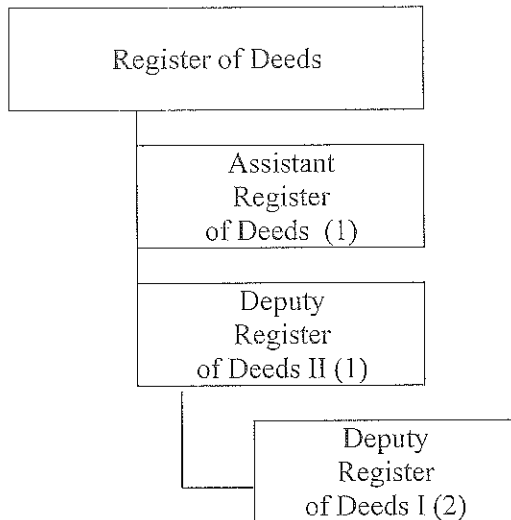 Register of Deeds
Assistant
Register
of Deeds (1)
Deputy
Register
of Deeds II (1)
Deputy
Register
of Deeds I (2)